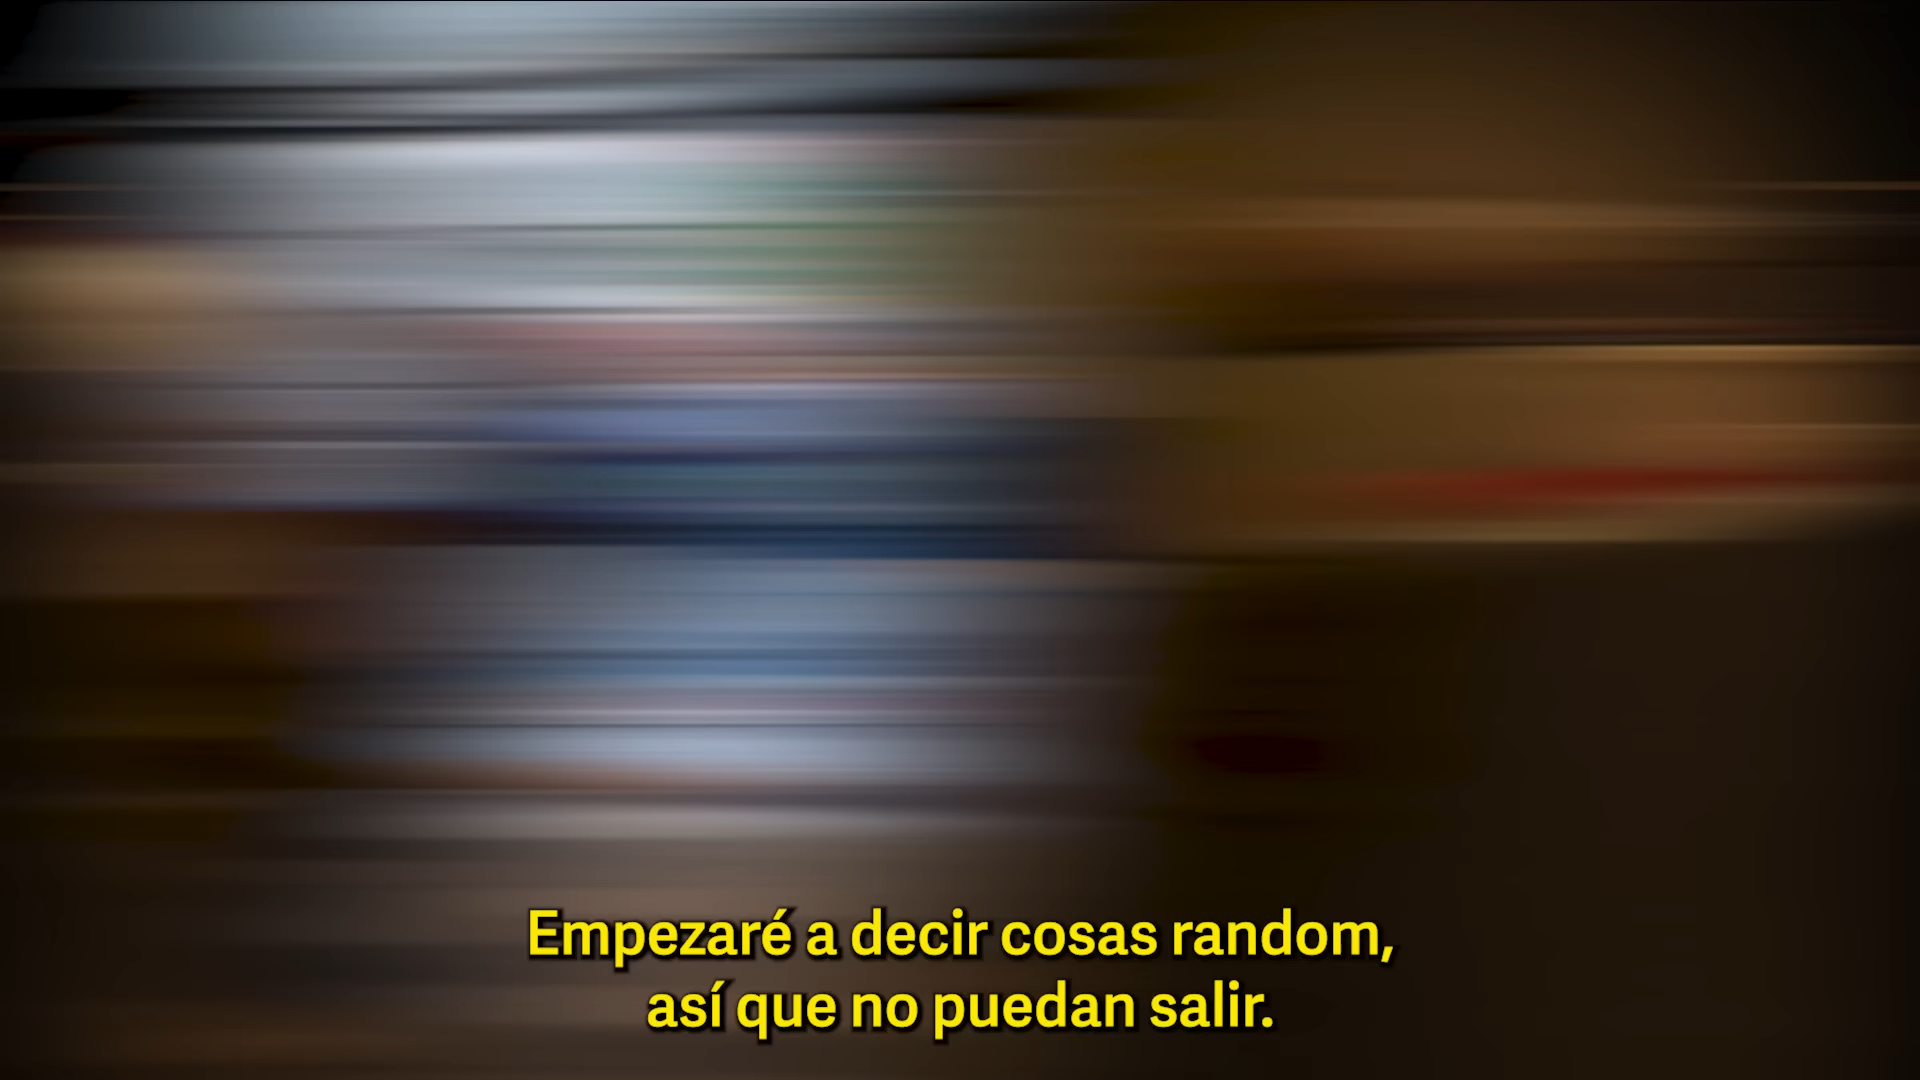 Empezaré a decir cosas random,
así que no puedan salir.